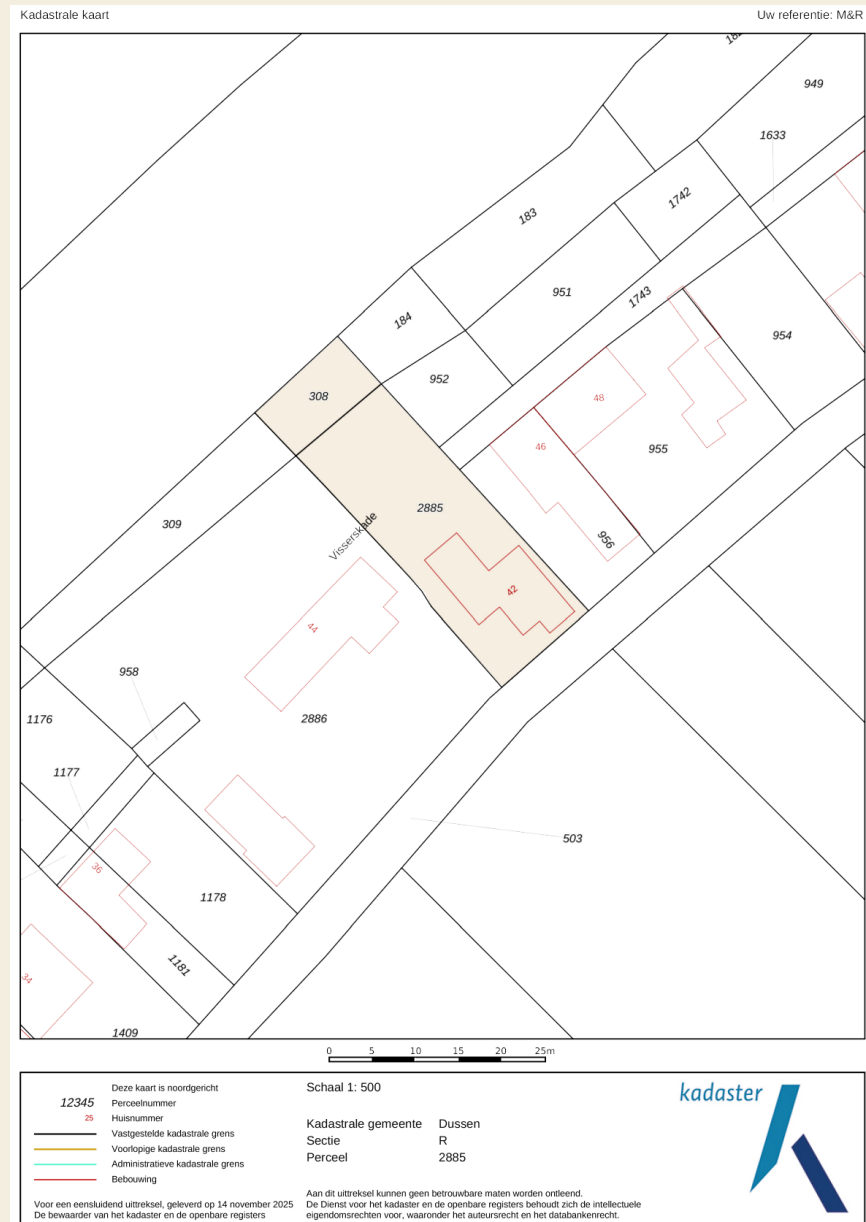 Kadastrale kaart
Uw referentie: M&R
949
1633
1742
183
951
1743
184
954
952
308
48
46
955
2885
309
Visserskade
956
42
44
958
2886
1176
1177
503
36
1178
1181
34
1409
0 5 10 15 20 25m
Deze kaart is noordgericht
12345 Perceelnummer
25 Huisnummer
Vastgestelde kadastrale grens
Voorlopige kadastrale grens
Administratieve kadastrale grens
Bebouwing
Voor een eensluidend uittreksel, geleverd op 14 november 2025
De bewaarder van het kadaster en de openbare registers
Schaal 1: 500
Kadastrale gemeente Dussen
Sectie R
Perceel 2885
Aan dit uittreksel kunnen geen betrouwbare maten worden ontleend.
De Dienst voor het kadaster en de openbare registers behoudt zich de intellectuele
eigendomsrechten voor, waaronder het auteursrecht en het databankenrecht.
kadaster